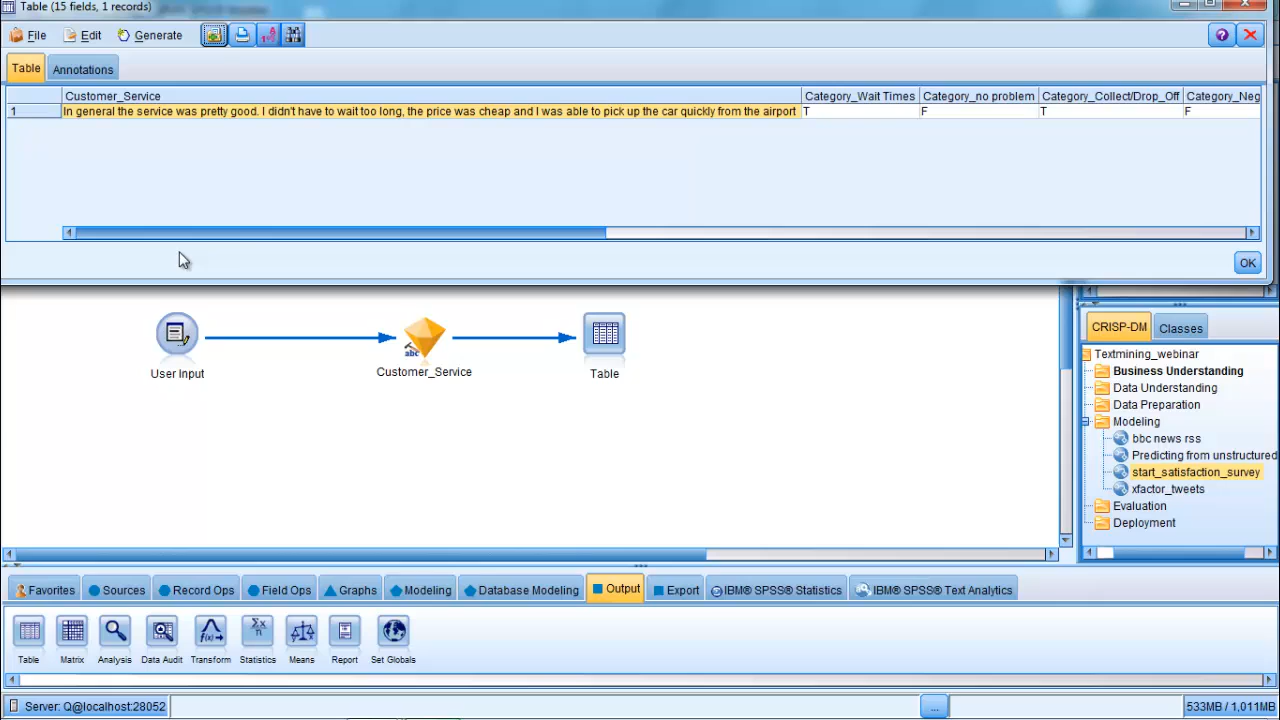 Table (15 fields, 1 records)
File Edit Generate
Table Annotations
Customer_Service Category_Wait Times Category_no problem Category_Collect/Drop_Off Category_Neg
1 In general the service was pretty good. I didn't have to wait too long, the price was cheap and I was able to pick up the car quickly from the airport T F T F
OK
abc
User Input Customer_Service Table
CRISP-DM Classes
Textmining_webinar
Business Understanding
Data Understanding
Data Preparation
Modeling
bbc news rss
Predicting from unstructured
start_satisfaction_survey
xfactor_tweets
Evaluation
Deployment
Favorites Sources Record Ops Field Ops Graphs Modeling Database Modeling Output Export IBM® SPSS® Statistics IBM® SPSS® Text Analytics
Table Matrix Analysis Data Audit Transform Statistics Means Report Set Globals
Server: Q@localhost:28052 ... 533MB / 1,011MB